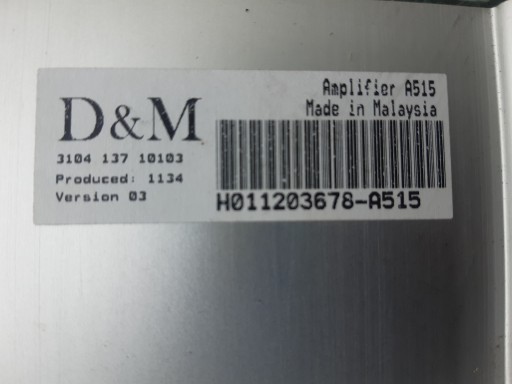 D&M
3104 137 10103
Produced: 1134
Version 03
Amplifier A515
Made in Malaysia
H011203678-A515